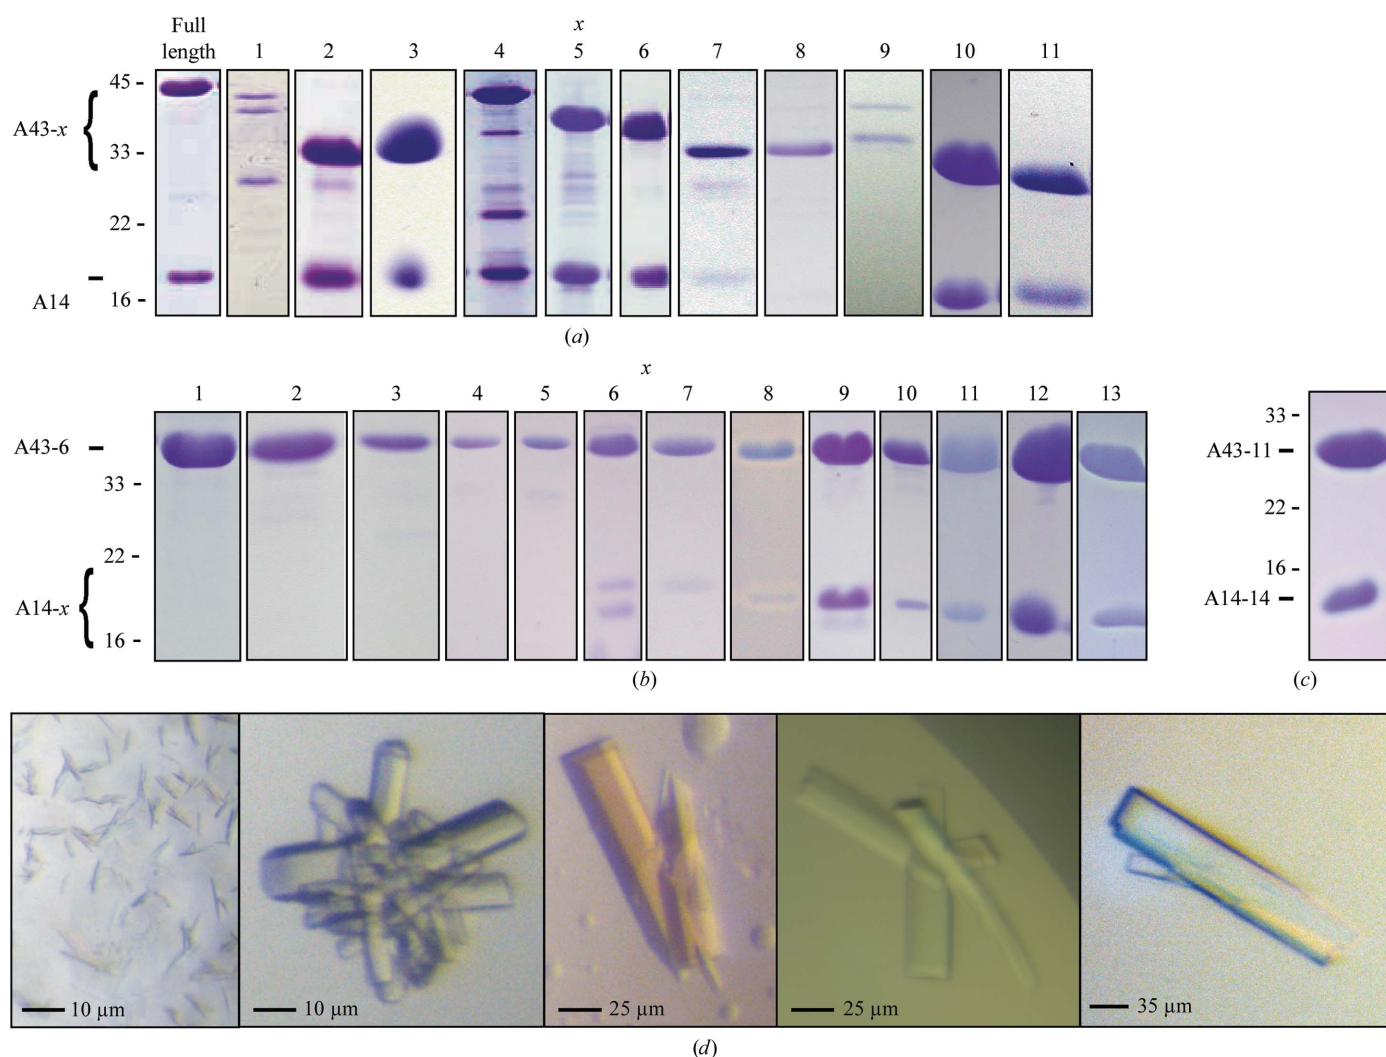 Full x
length 1 2 3 4 5 6 7 8 9 10 11
45 -
A43-x
33 -
22 -
A14
16 -
(a)
x
1 2 3 4 5 6 7 8 9 10 11 12 13
A43-6
33 -
22 -
A14-x
16 -
(b)
33 -
A43-11
22 -
16 -
A14-14
(c)
10 µm 10 µm 25 µm 25 µm 35 µm
(d)